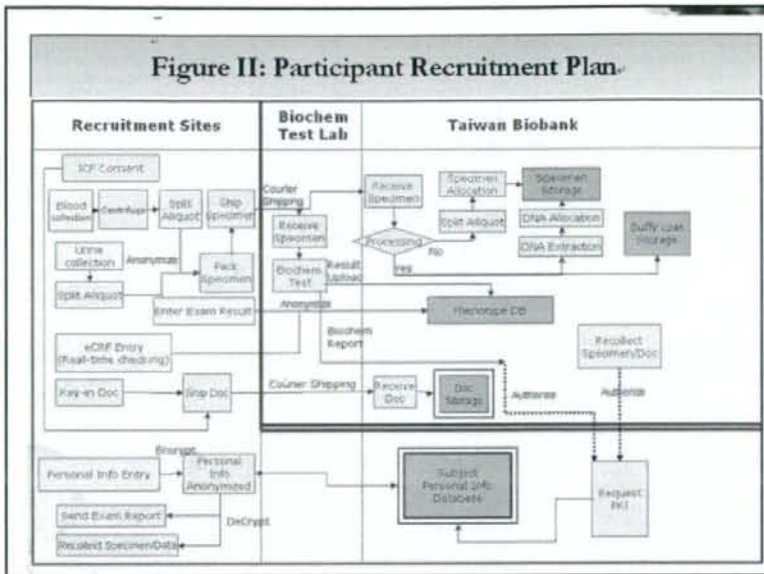 Figure II: Participant Recruitment Plan
Recruitment Sites
Biochem
Test Lab
Taiwan Biobank
ICF Consent
Blood
collection
Centrifuge
Split
Aliquot
Ship
Specimen
Urine
collection
Anonymize
Split Aliquot
Pack
Specimen
Enter Exam Result
eCRF Entry
(Real-time checking)
Key-in Doc
Ship Doc
Encrypt
Personal Info Entry
Personal
Info
Anonymized
Send Exam Report
DeCrypt
Recollect Specimen/Data
Courier
Shipping
Receive
Specimen
Biochem
Test
Result
Upload
Anonymize
Biochem
Report
Courier Shipping
Receive
Specimen
Processing
No
Yes
Specimen
Allocation
Split Aliquot
Specimen
Storage
DNA Allocation
DNA Extraction
Buffy Coat
Storage
Phenotype DB
Recollect
Specimen/Doc
Receive
Doc
Doc
Storage
Authorize
Authorize
Subject
Personal Info
Database
Request
PKI